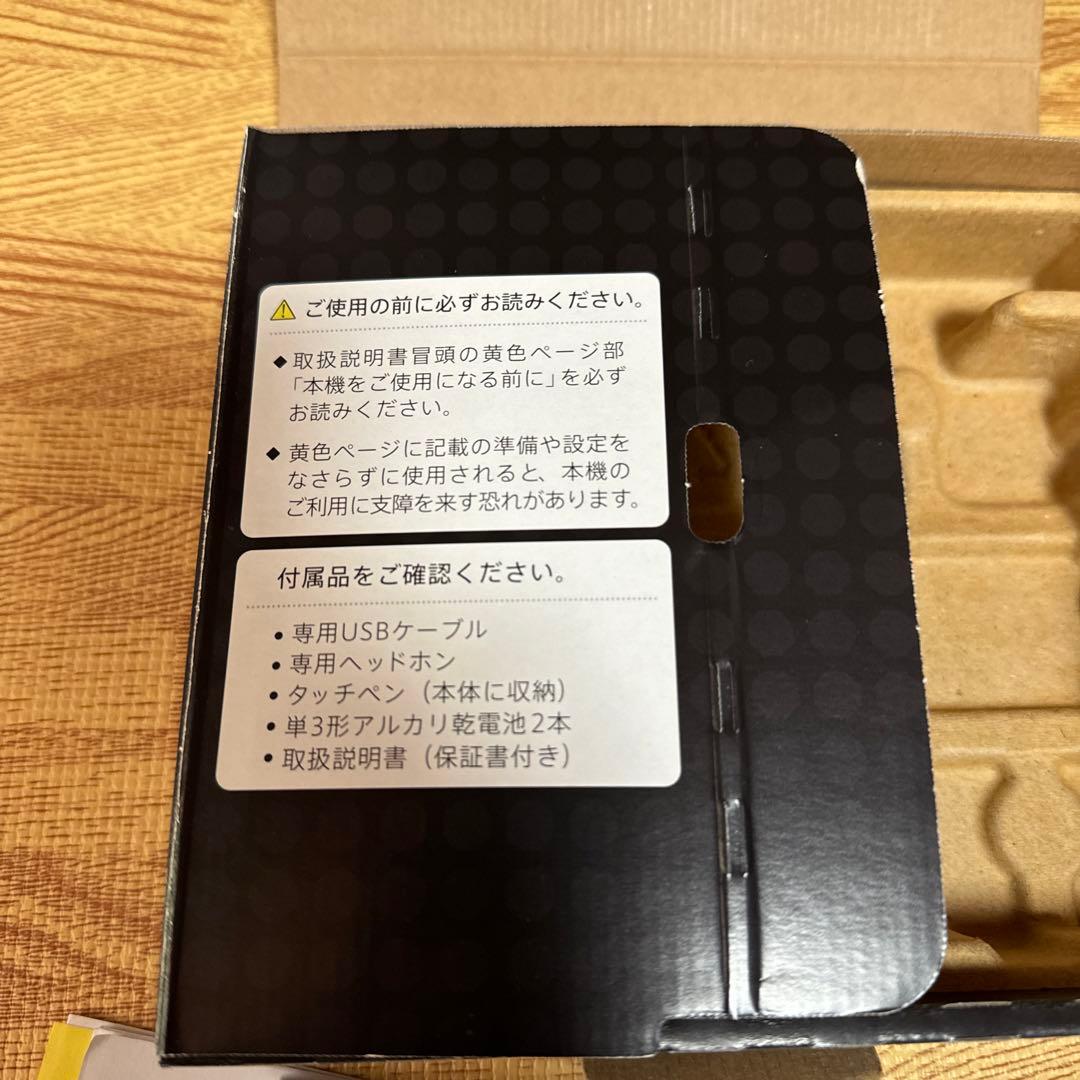 ご使用の前に必ずお読みください。
◆取扱説明書冒頭の黄色ページ部
「本機をご使用になる前に」を必ず
お読みください。
◆黄色ページに記載の準備や設定を
なさらずに使用されると、本機の
ご利用に支障を来す恐れがあります。
付属品をご確認ください。
•専用USBケーブル
•専用ヘッドホン
•タッチペン（本体に収納）
•単3形アルカリ乾電池2本
•取扱説明書（保証書付き）